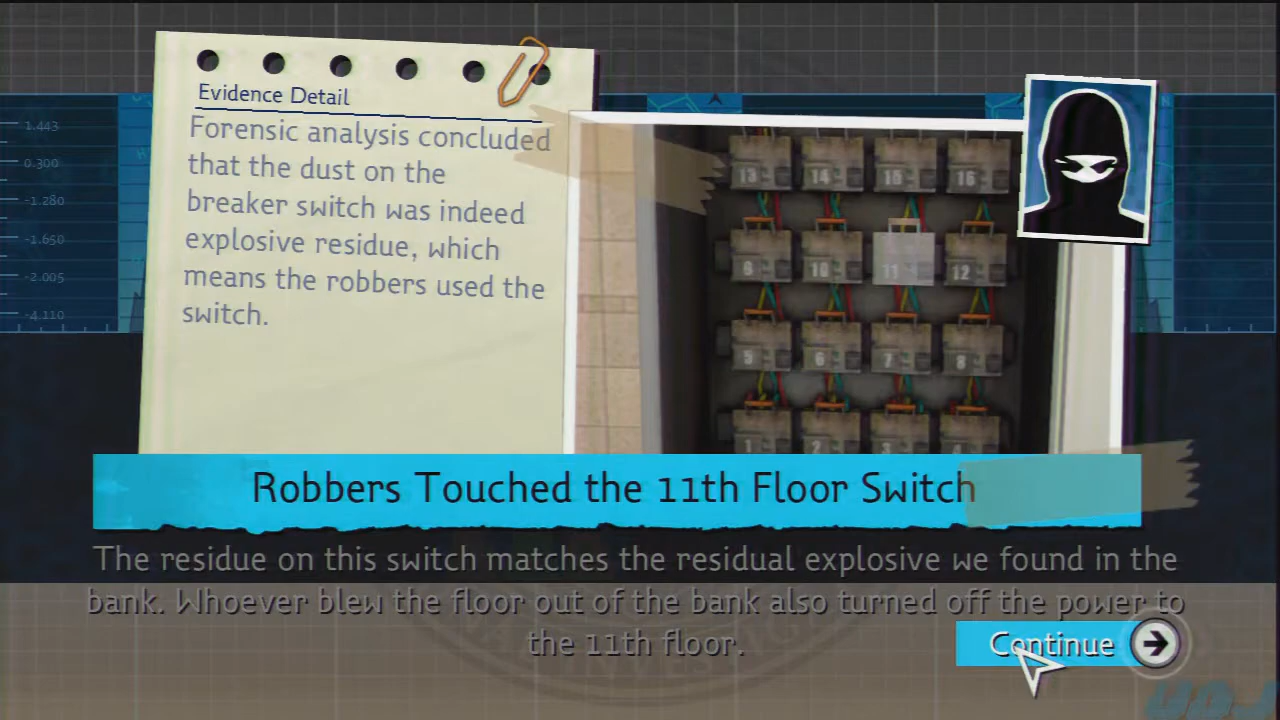 Evidence Detail
Forensic analysis concluded
that the dust on the
breaker switch was indeed
explosive residue, which
means the robbers used the
switch.
1.443
0.300
-1.280
-1.650
-2.005
-4.110
13 14 15 16
9 10 11 12
5 6 7 8
1 2 3 4
Robbers Touched the 11th Floor Switch
The residue on this switch matches the residual explosive we found in the
bank. Whoever blew the floor out of the bank also turned off the power to
the 11th floor.
Continue